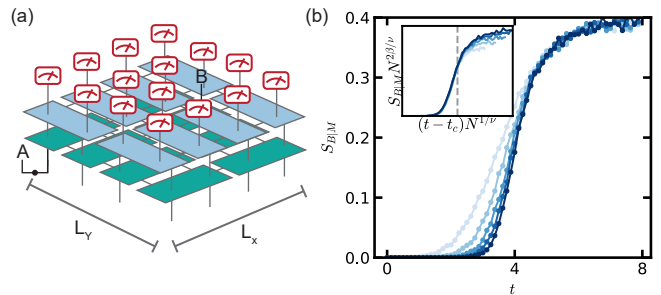 (a)
B
A
L_Y
L_x
(b)
S_{B|M}
0.4
0.3
0.2
0.1
0.0
0
4
8
t
S_{B|M}N^{2β/ν}
(t − t_c)N^{1/ν}